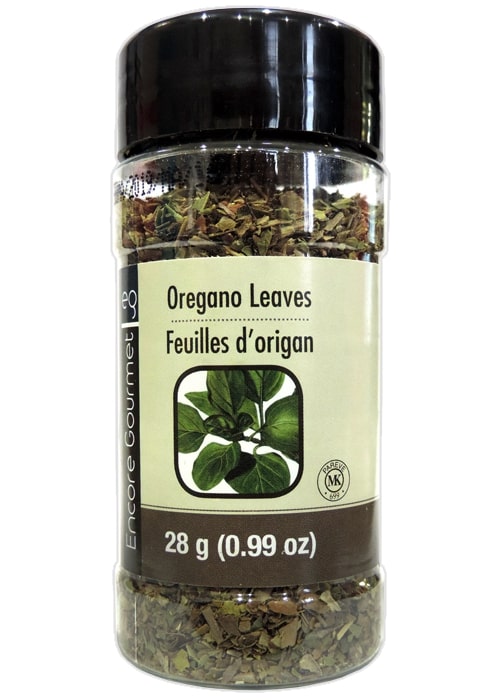 Oregano Leaves
Feuilles d'origan
Encore Gourmet
eg
PAREVE
MK
28 g (0.99 oz)